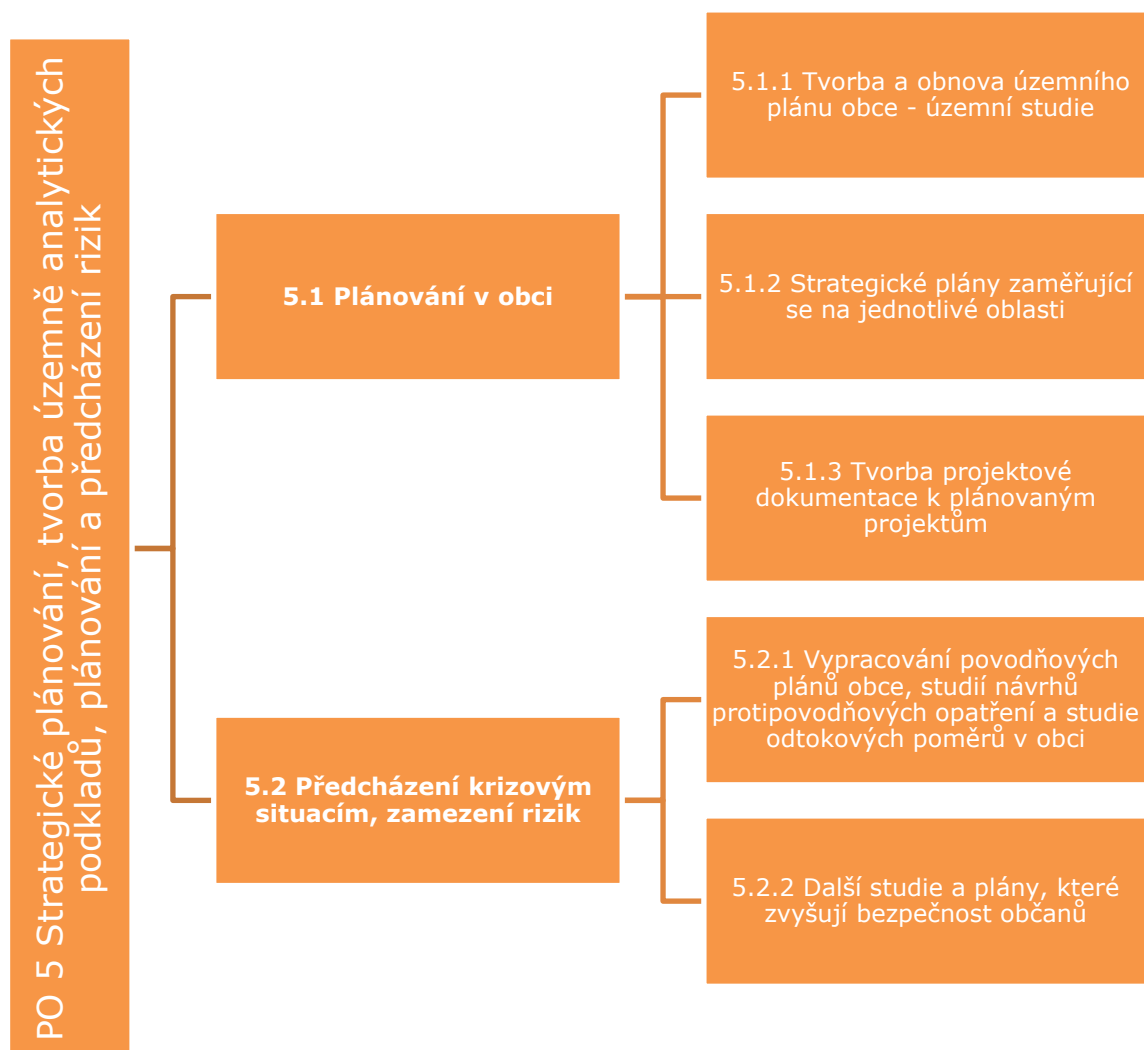 PO 5 Strategické plánování, tvorba územně analytických
podkladů, plánování a předcházení rizik
5.1 Plánování v obci
5.1.1 Tvorba a obnova územního
plánu obce - územní studie
5.1.2 Strategické plány zaměřující
se na jednotlivé oblasti
5.1.3 Tvorba projektové
dokumentace k plánovaným
projektům
5.2 Předcházení krizovým
situacím, zamezení rizik
5.2.1 Vypracování povodňových
plánů obce, studií návrhů
protipovodňových opatření a studie
odtokových poměrů v obci
5.2.2 Další studie a plány, které
zvyšují bezpečnost občanů